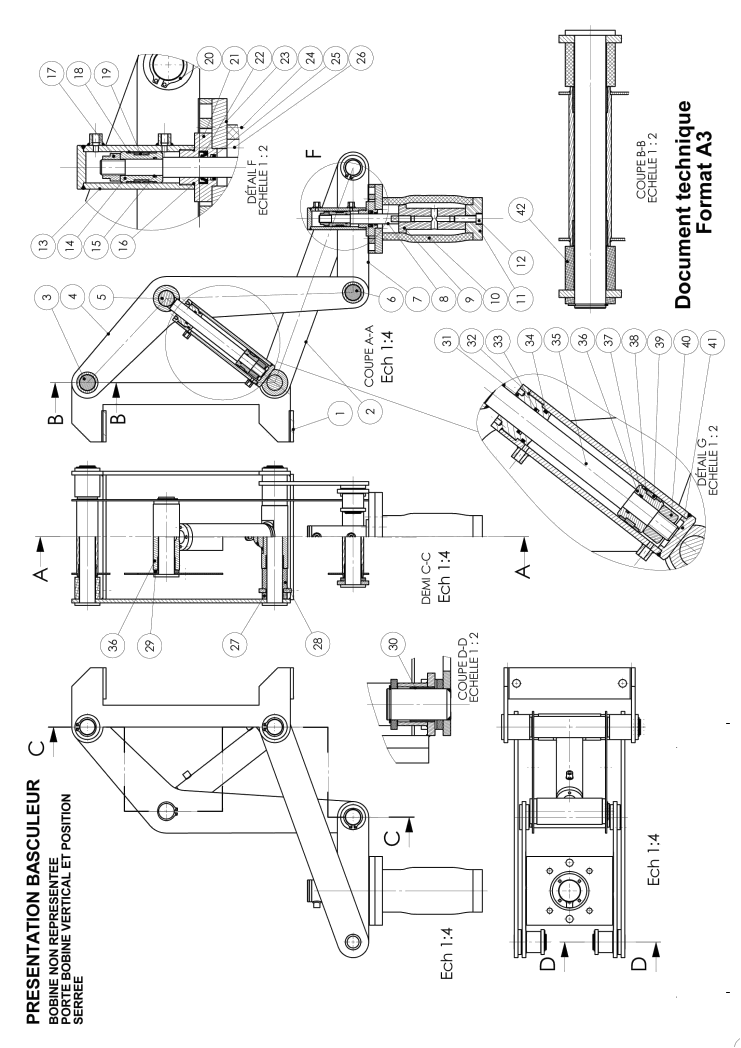 PRESENTATION BASCULEUR
BOBINE NON REPRESENTEE
PORTE BOBINE VERTICAL ET POSITION
SERREE
C
C
Ech 1:4
A
A
36
29
27
28
DEMI C-C
Ech 1:4
B
B
3
4
5
1
2
6
7
8
9
10
11
12
F
COUPE A-A
Ech 1:4
13
14
15
16
17
18
19
20
21
22
23
24
25
26
DÉTAIL F
ECHELLE 1 : 2
D
D
Ech 1:4
30
COUPE D-D
ECHELLE 1 : 2
31
32
33
34
35
36
37
38
39
40
41
DÉTAIL G
ECHELLE 1 : 2
42
COUPE B-B
ECHELLE 1 : 2
Document technique
Format A3